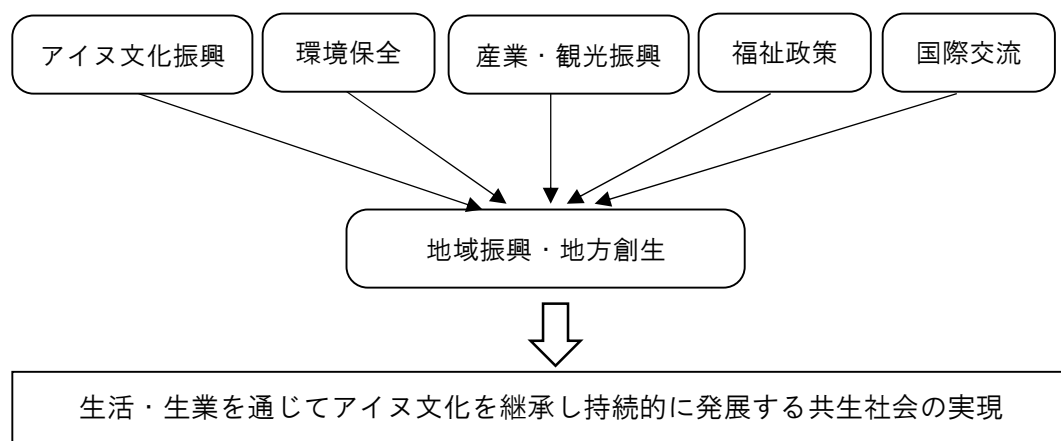 アイヌ文化振興
環境保全
産業・観光振興
福祉政策
国際交流
地域振興・地方創生
生活・生業を通じてアイヌ文化を継承し持続的に発展する共生社会の実現